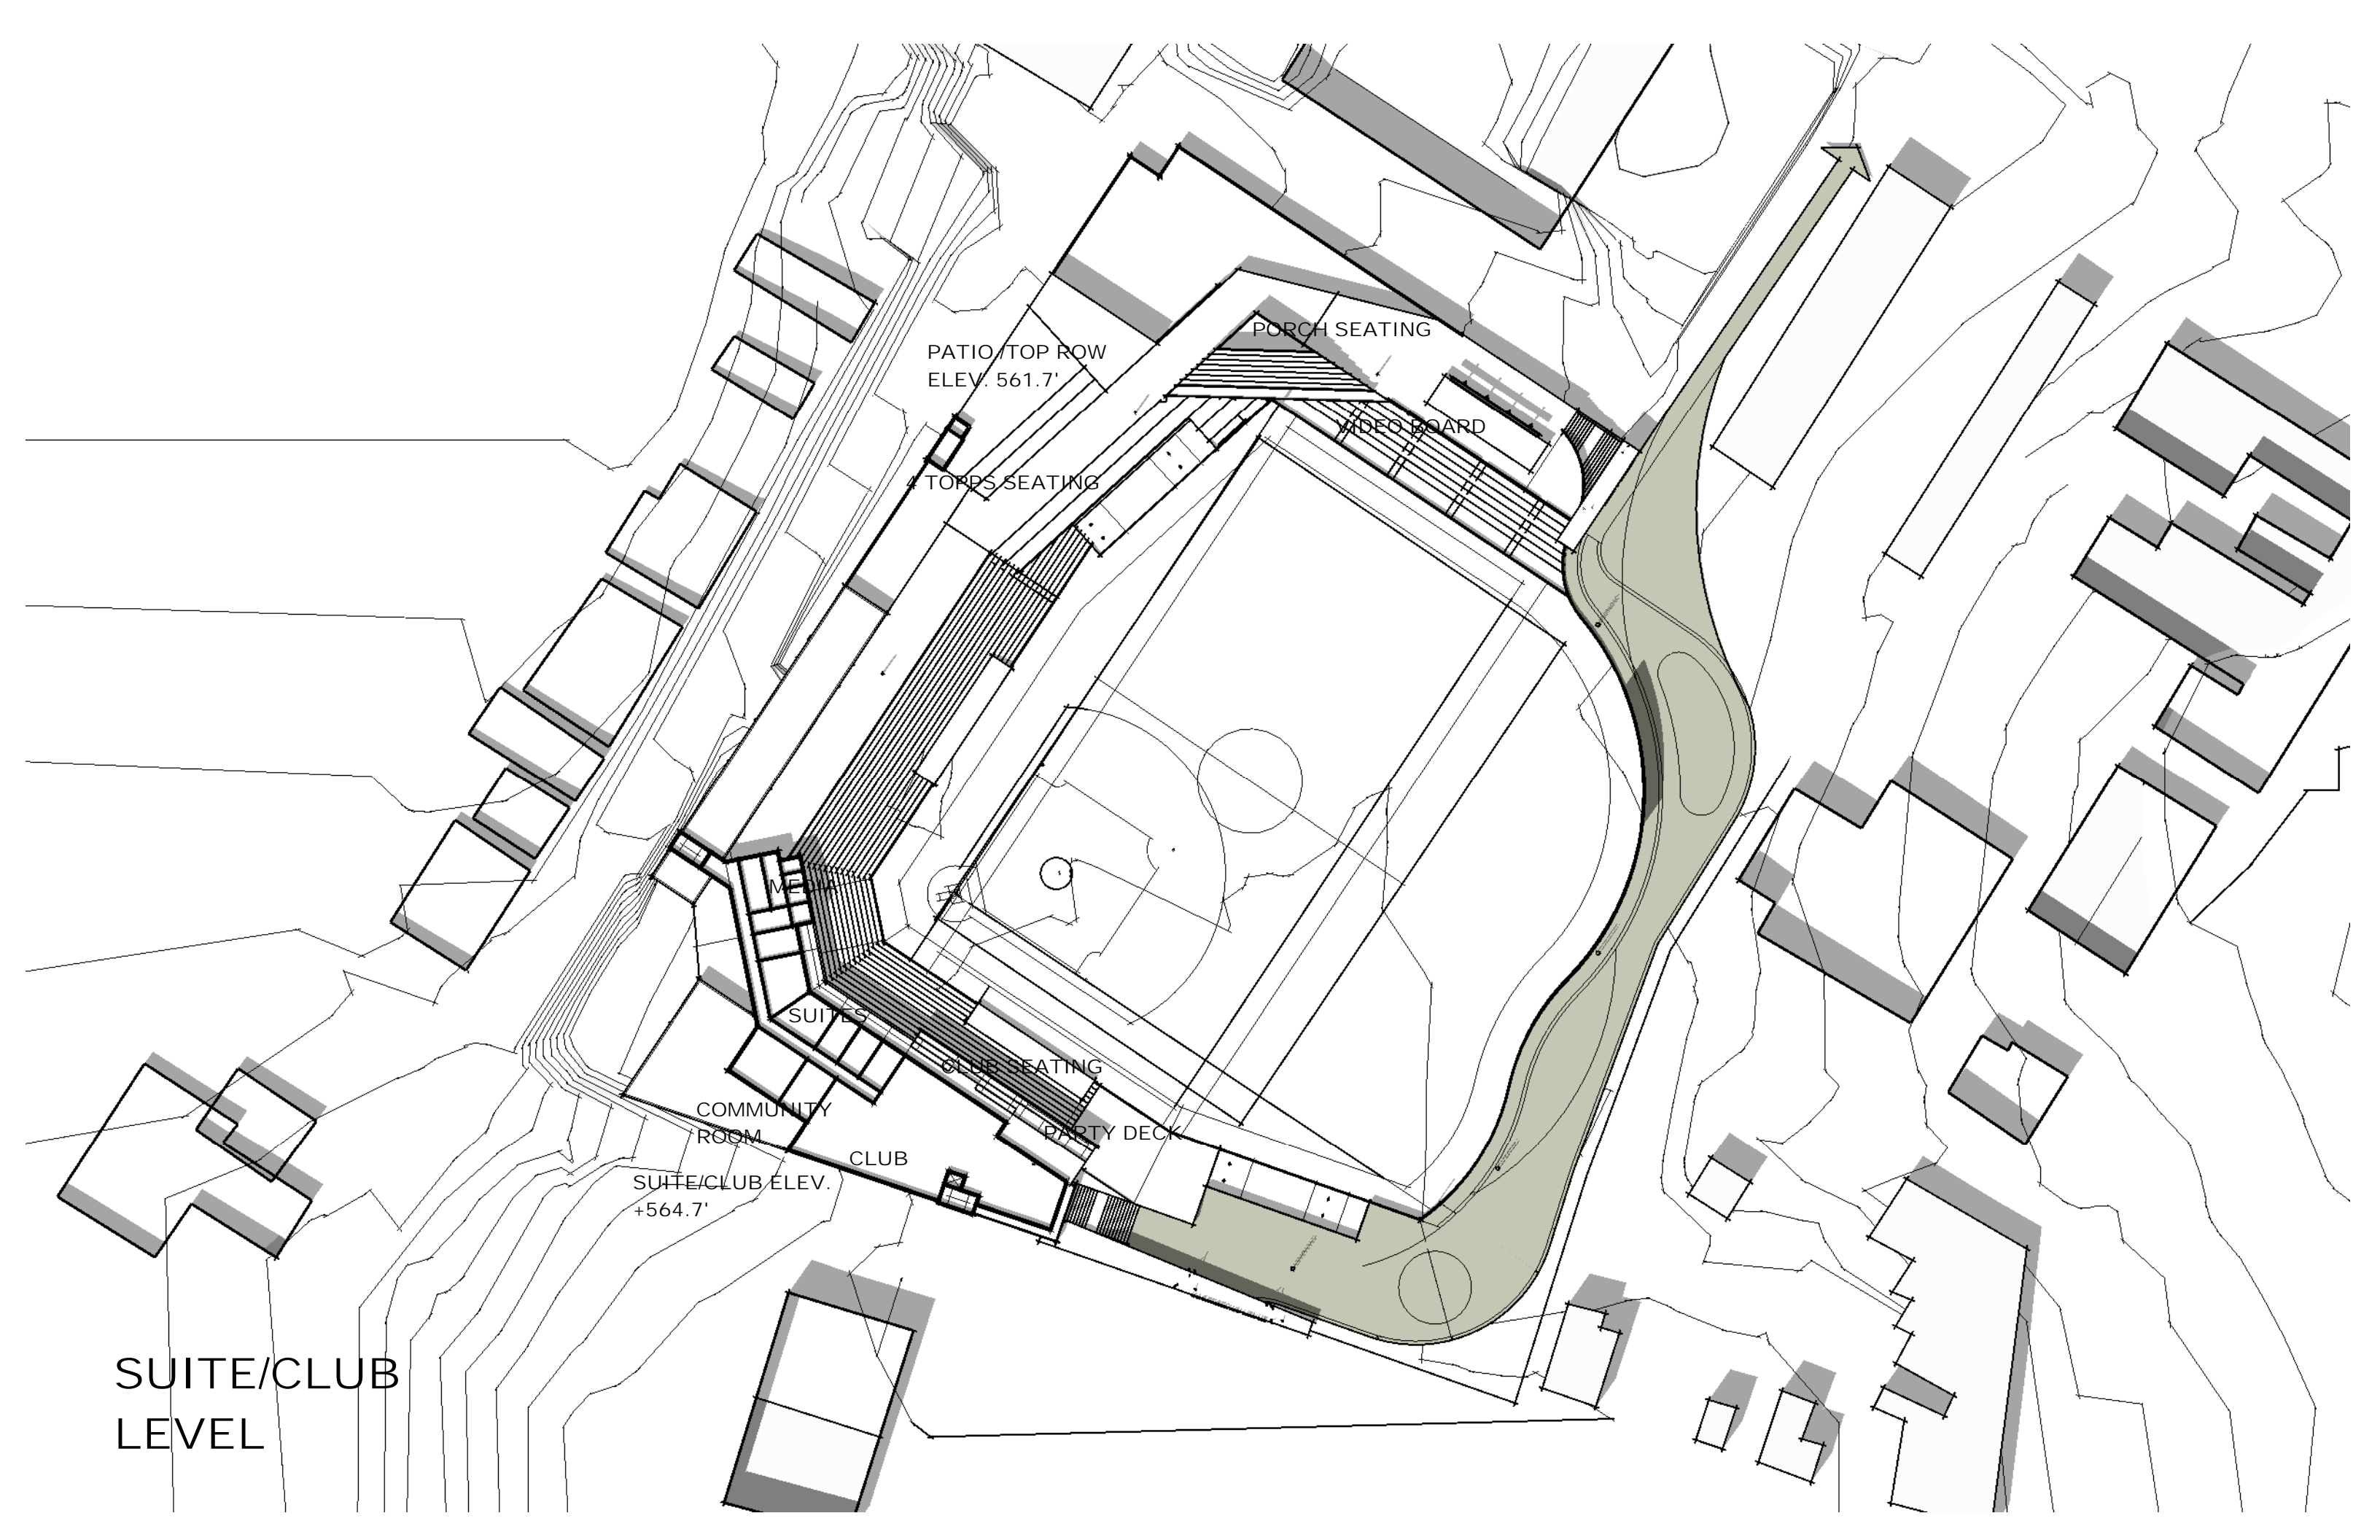 PORCH SEATING
PATIO/TOP ROW
ELEV. 561.7'
VIDEO BOARD
4 TOPPS SEATING
MEDIA
SUITES
CLUB SEATING
COMMUNITY
ROOM
PARTY DECK
CLUB
SUITE/CLUB ELEV.
+564.7'
SUITE/CLUB
LEVEL